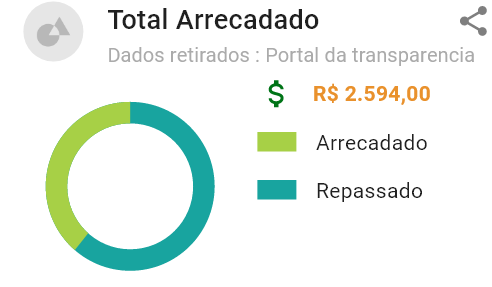 Total Arrecadado
Dados retirados : Portal da transparencia
$ R$ 2.594,00
Arrecadado
Repassado